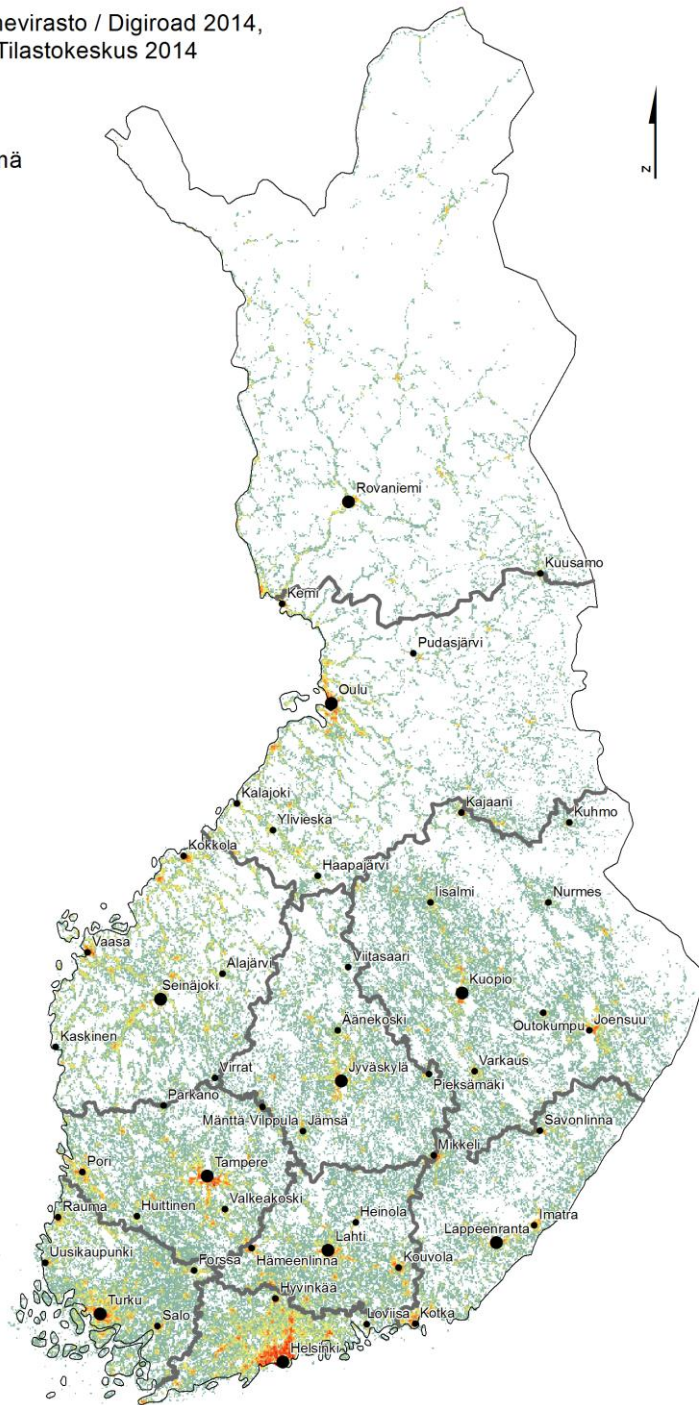 / Digiroad 2014,
Tilastokeskus 2014
N
Rovaniemi
Kuusamo
Kemi
Pudasjärvi
Oulu
Kalajoki
Kajaani
Kuhmo
Ylivieska
Kokkola
Haapajärvi
Iisalmi
Nurmes
Vaasa
Alajärvi
Viitasaari
Seinäjoki
Kuopio
Äänekoski
Outokumpu
Joensuu
Kaskinen
Virrat
Jyväskylä
Varkaus
Pieksämäki
Parkano
Mänttä-Vilppula
Jämsä
Savonlinna
Mikkeli
Pori
Tampere
Rauma
Huittinen
Valkeakoski
Heinola
Imatra
Lappeenranta
Lahti
Uusikaupunki
Forssa
Hämeenlinna
Kouvola
Hyvinkää
Turku
Salo
Loviisa
Kotka
Helsinki